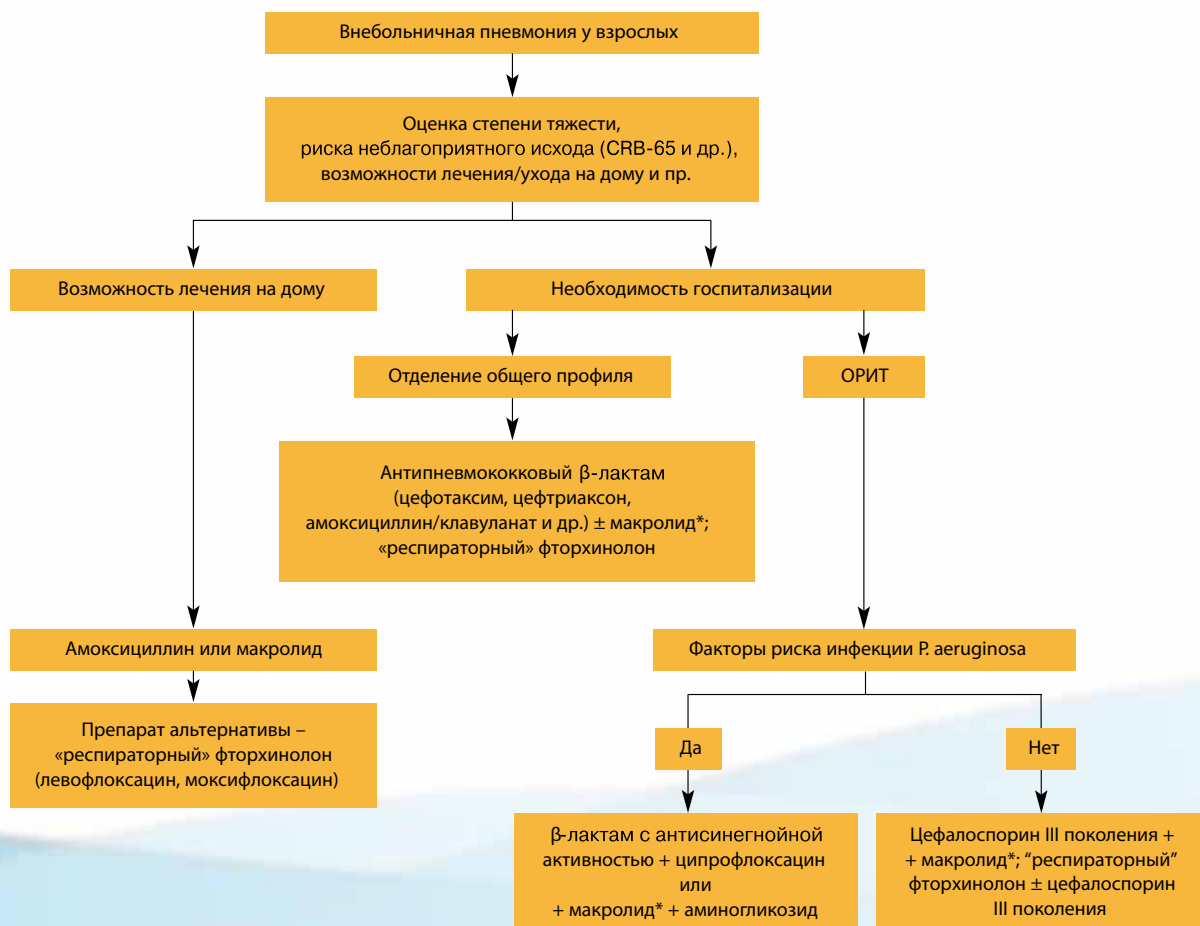 Внебольничная пневмония у взрослых
Оценка степени тяжести,
риска неблагоприятного исхода (CRB-65 и др.),
возможности лечения/ухода на дому и пр.
Возможность лечения на дому
Необходимость госпитализации
Отделение общего профиля
ОРИТ
Антипневмококковый β-лактам
(цефотаксим, цефтриаксон,
амоксициллин/клавуланат и др.) ± макролид*;
«респираторный» фторхинолон
Амоксициллин или макролид
Факторы риска инфекции P. aeruginosa
Препарат альтернативы –
«респираторный» фторхинолон
(левофлоксацин, моксифлоксацин)
Да
Нет
β-лактам с антисинегнойной
активностью + ципрофлоксацин
или
+ макролид* + аминогликозид
Цефалоспорин III поколения +
+ макролид*; “респираторный”
фторхинолон ± цефалоспорин
III поколения